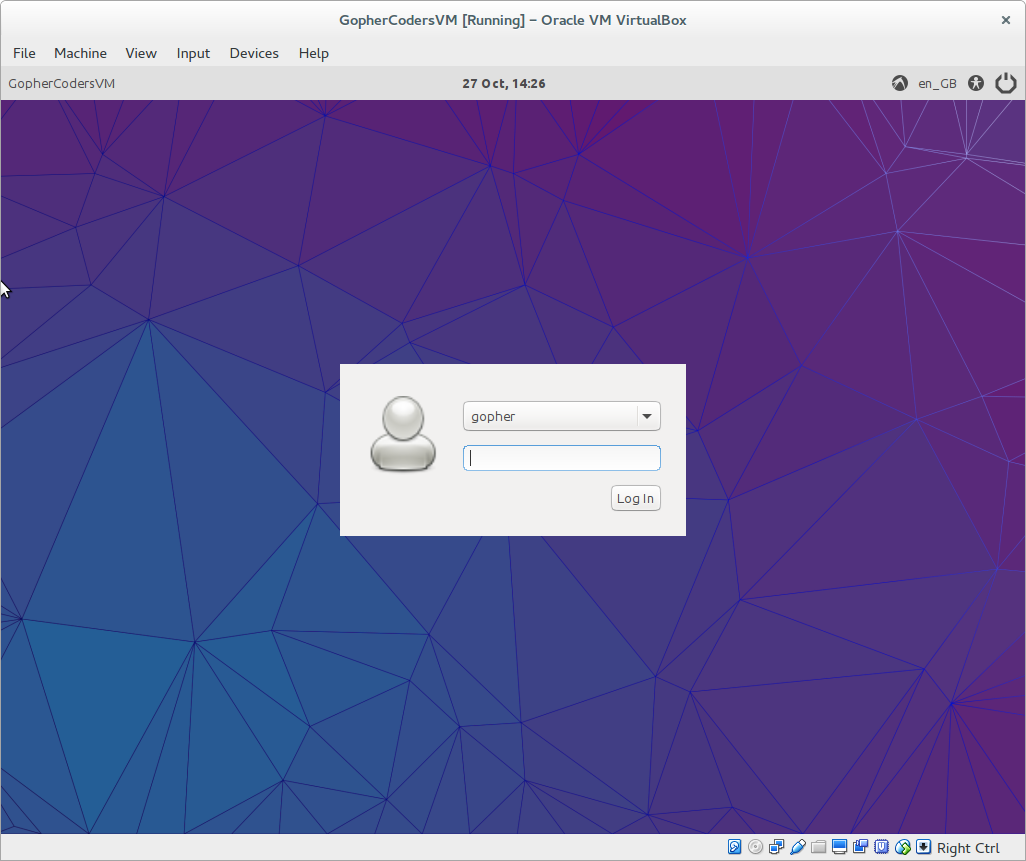 GopherCodersVM [Running] – Oracle VM VirtualBox
File Machine View Input Devices Help
GopherCodersVM 27 Oct, 14:26 en_GB
gopher
Log In
Right Ctrl